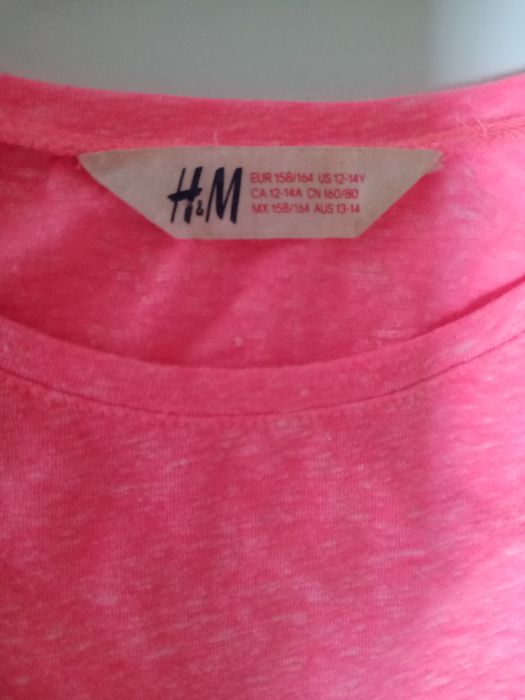 H&M
EUR 158/164 US 12-14Y
CA 12-14A CN 160/80
MX 158/164 AUS 13-14